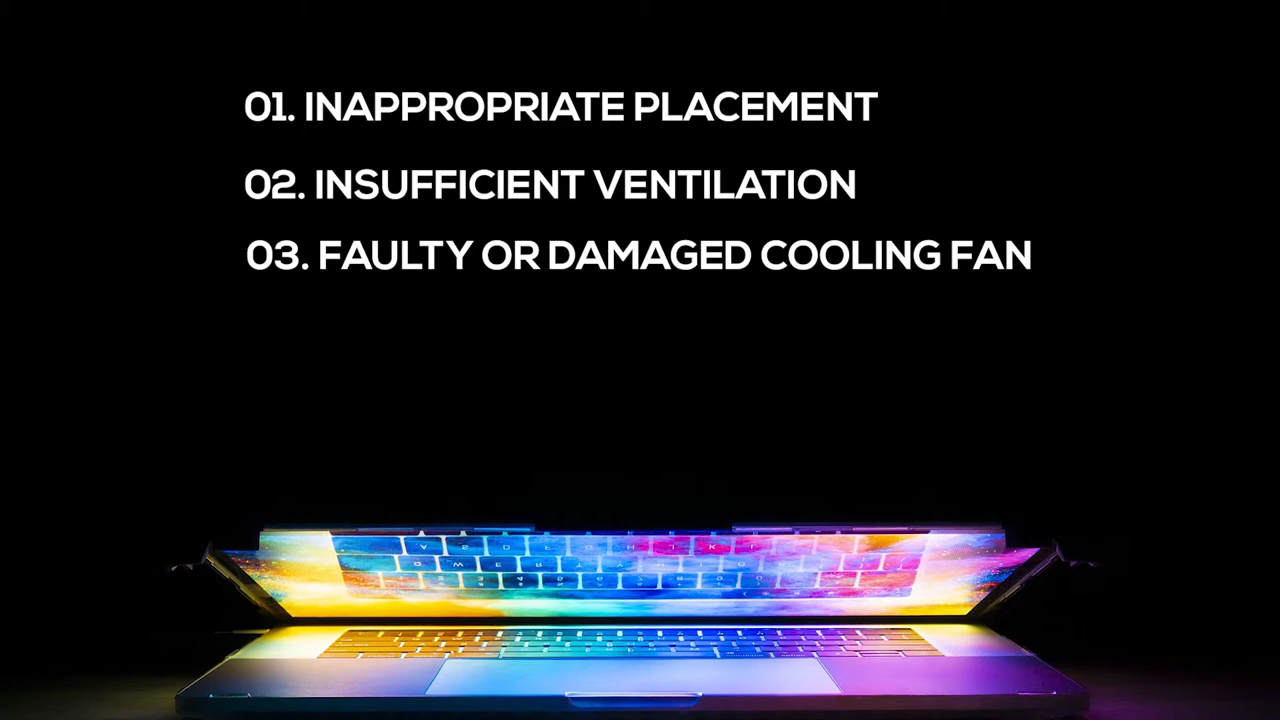 01. INAPPROPRIATE PLACEMENT
02. INSUFFICIENT VENTILATION
03. FAULTY OR DAMAGED COOLING FAN